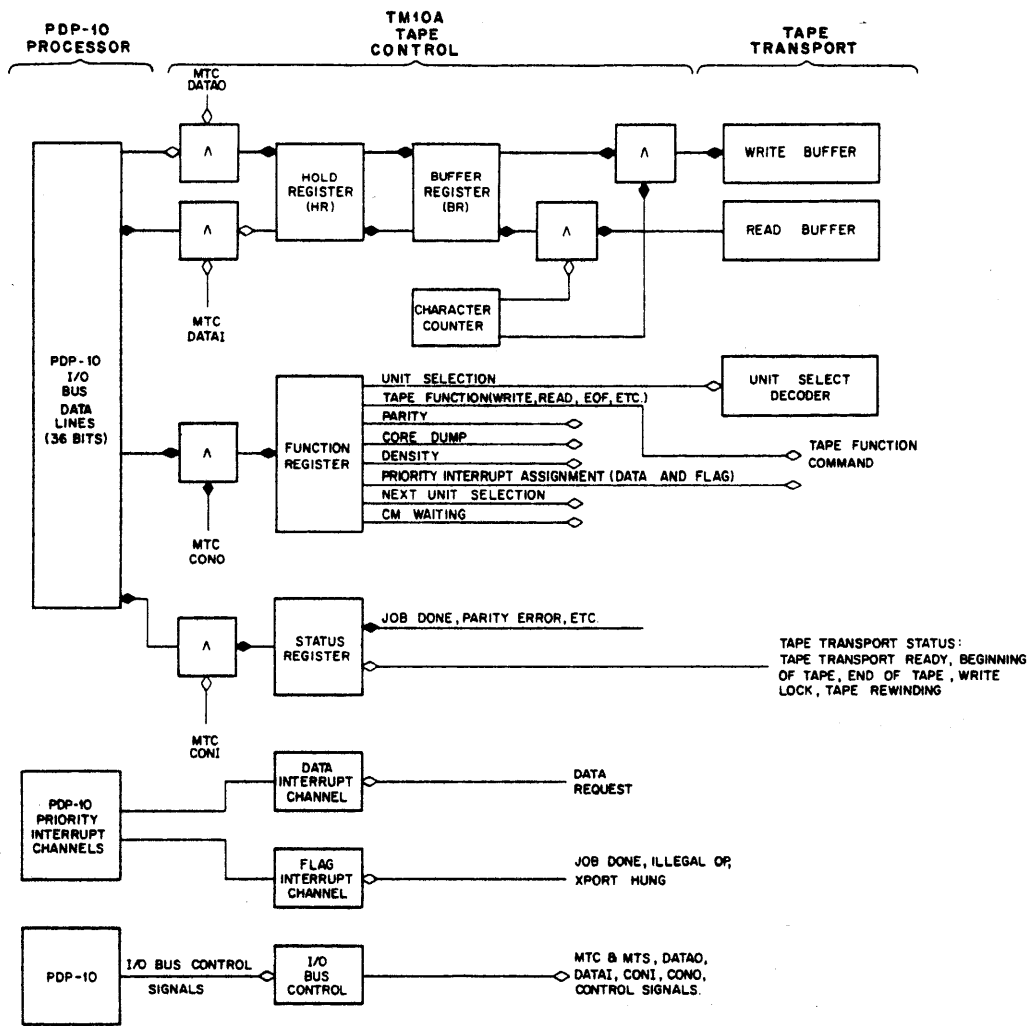 PDP-10
PROCESSOR
TM10A
TAPE
CONTROL
TAPE
TRANSPORT
MTC
DATAO
∧
HOLD
REGISTER
(HR)
BUFFER
REGISTER
(BR)
∧
WRITE BUFFER
∧
∧
READ BUFFER
MTC
DATAI
CHARACTER
COUNTER
PDP-10
I/O
BUS
DATA
LINES
(36 BITS)
∧
MTC
CONO
FUNCTION
REGISTER
UNIT SELECTION
TAPE FUNCTION(WRITE,READ, EOF, ETC.)
PARITY
CORE DUMP
DENSITY
PRIORITY INTERRUPT ASSIGNMENT (DATA AND FLAG)
NEXT UNIT SELECTION
CM WAITING
UNIT SELECT
DECODER
TAPE FUNCTION
COMMAND
∧
MTC
CONI
STATUS
REGISTER
JOB DONE, PARITY ERROR, ETC.
TAPE TRANSPORT STATUS:
TAPE TRANSPORT READY, BEGINNING
OF TAPE, END OF TAPE, WRITE
LOCK, TAPE REWINDING
PDP-10
PRIORITY
INTERRUPT
CHANNELS
DATA
INTERRUPT
CHANNEL
DATA
REQUEST
FLAG
INTERRUPT
CHANNEL
JOB DONE, ILLEGAL OP,
XPORT HUNG
PDP-10
I/O BUS CONTROL
SIGNALS
I/O
BUS
CONTROL
MTC & MTS, DATAO,
DATAI, CONI, CONO,
CONTROL SIGNALS.